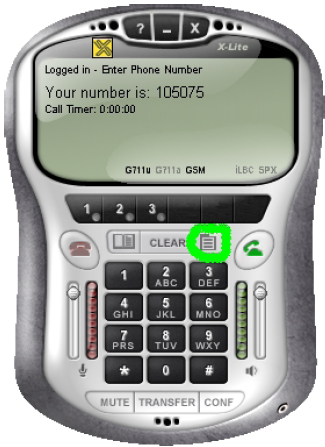 ? - X
X-Lite
Logged in - Enter Phone Number
Your number is: 105075
Call Timer: 0:00:00
G711u G711a GSM iLBC SPX
1 2 3
CLEAR
1 2 ABC 3 DEF
4 GHI 5 JKL 6 MNO
7 PRS 8 TUV 9 WXY
* 0 #
MUTE TRANSFER CONF